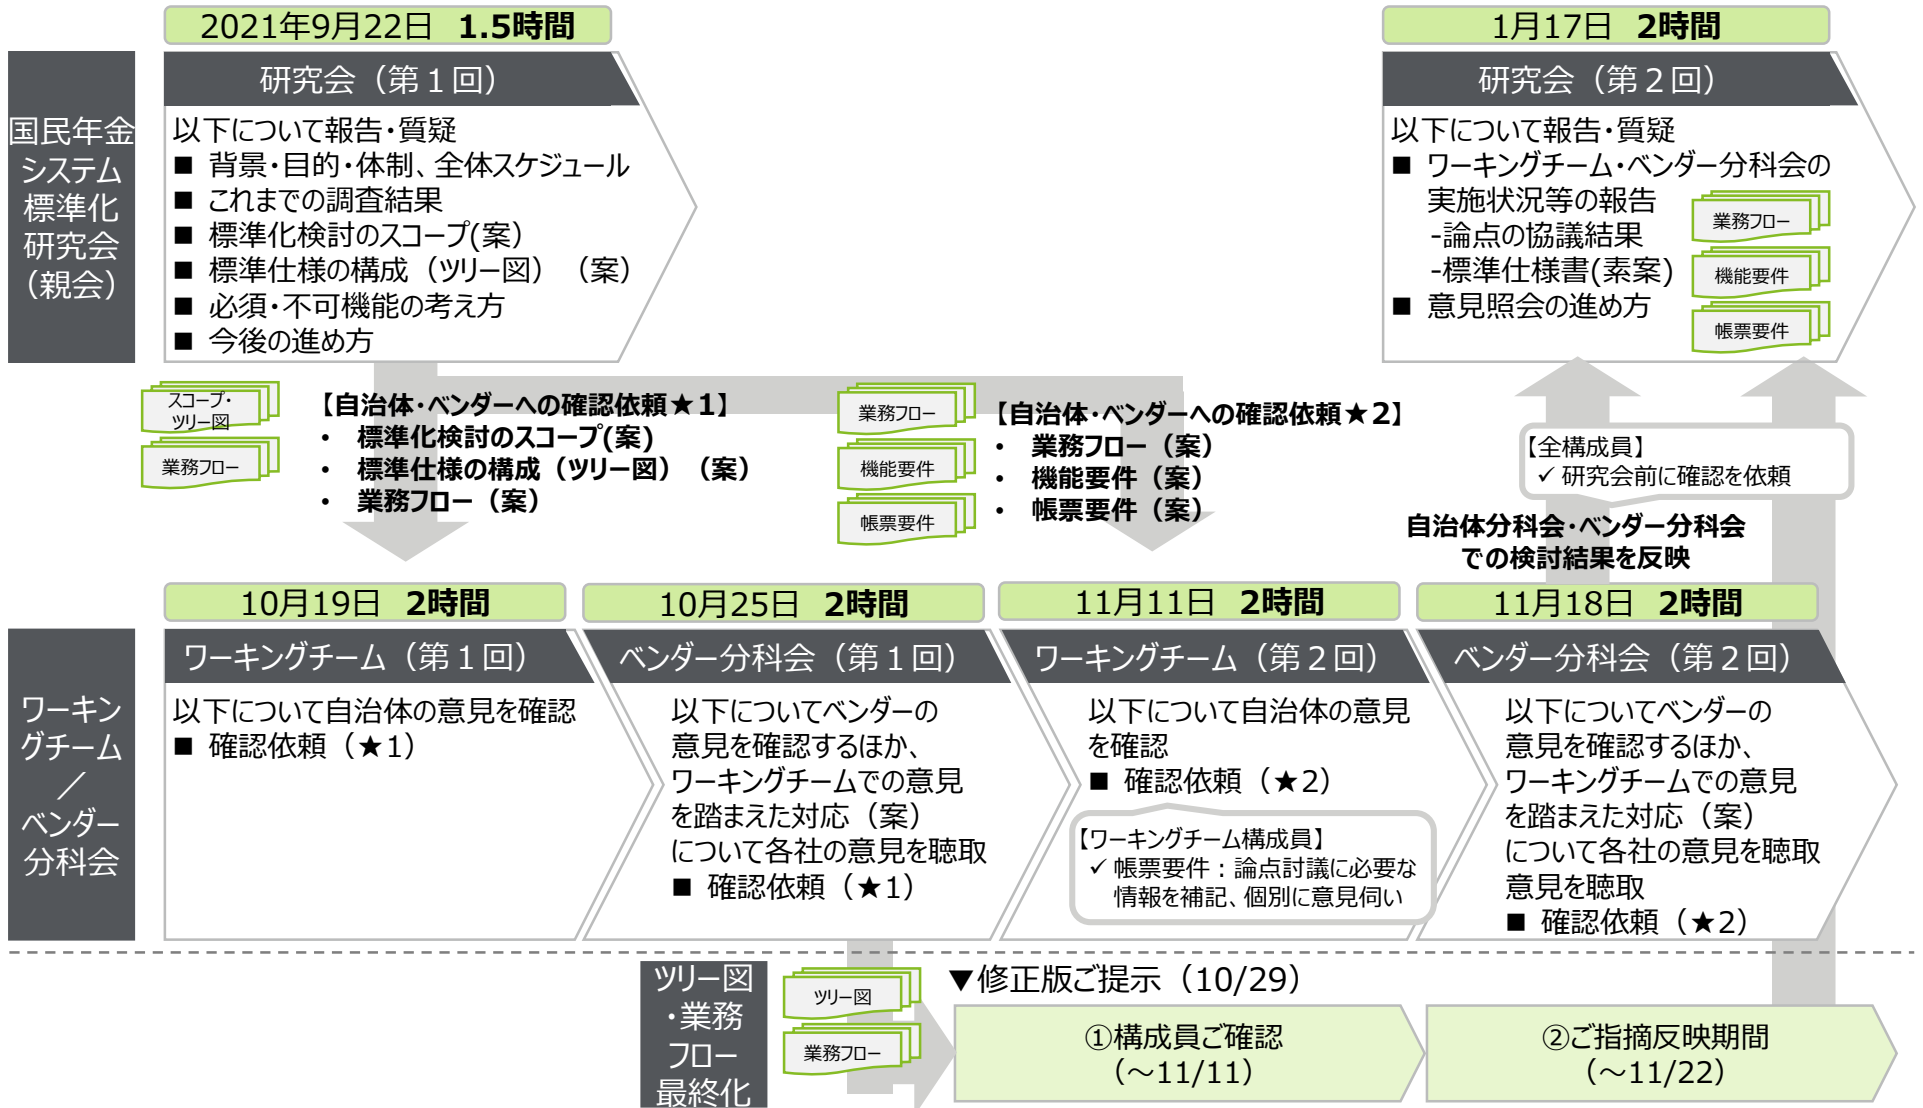 2021年9月22日 1.5時間
1月17日 2時間
国民年金
システム
標準化
研究会
（親会）
研究会（第１回）
以下について報告・質疑
■ 背景・目的・体制、全体スケジュール
■ これまでの調査結果
■ 標準化検討のスコープ(案）
■ 標準仕様の構成（ツリー図）（案）
■ 必須・不可機能の考え方
■ 今後の進め方
研究会（第２回）
以下について報告・質疑
■ ワーキングチーム・ベンダー分科会の
実施状況等の報告
-論点の協議結果
-標準仕様書(素案）
■ 意見照会の進め方
業務フロー
機能要件
帳票要件
スコープ・
ツリー図
業務フロー
【自治体・ベンダーへの確認依頼★1】
• 標準化検討のスコープ(案）
• 標準仕様の構成（ツリー図）（案）
• 業務フロー（案）
業務フロー
機能要件
帳票要件
【自治体・ベンダーへの確認依頼★2】
• 業務フロー（案）
• 機能要件（案）
• 帳票要件（案）
【全構成員】
✓ 研究会前に確認を依頼
自治体分科会・ベンダー分科会
での検討結果を反映
10月19日 2時間
10月25日 2時間
11月11日 2時間
11月18日 2時間
ワーキン
グチーム
／
ベンダー
分科会
ワーキングチーム（第１回）
以下について自治体の意見を確認
■ 確認依頼（★1）
ベンダー分科会（第１回）
以下についてベンダーの
意見を確認するほか、
ワーキングチームでの意見
を踏まえた対応（案）
について各社の意見を聴取
■ 確認依頼（★1）
ワーキングチーム（第２回）
以下について自治体の意見
を確認
■ 確認依頼（★2）
【ワーキングチーム構成員】
✓ 帳票要件：論点討議に必要な
情報を補記、個別に意見伺い
ベンダー分科会（第２回）
以下についてベンダーの
意見を確認するほか、
ワーキングチームでの意見
を踏まえた対応（案）
について各社の意見を聴取
意見を聴取
■ 確認依頼（★2）
ツリー図
・業務
フロー
最終化
ツリー図
業務フロー
▼修正版ご提示（10/29）
①構成員ご確認
（～11/11）
②ご指摘反映期間
（～11/22）